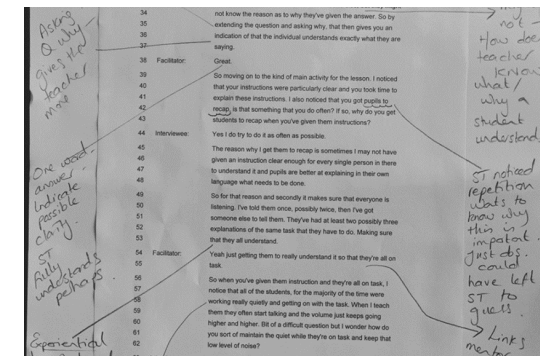 not know the reason as to why they've given the answer. So by
extending the question and asking why, that then gives you an
indication of that the individual understands exactly what they are
saying.
Asking
Q why
gives
teacher
more
not -
How does
teacher
know
what/
why a
student
understand
34
35
36
37
38 Facilitator: Great.
39 So moving on to the kind of main activity for the lesson. I noticed
40 that your instructions were particularly clear and you took time to
41 explain these instructions. I also noticed that you got pupils to
42 recap, is that something that you do often? If so, why do you get
43 students to recap when you've given them instructions?
44 Interviewee: Yes I do try to do it as often as possible.
45 The reason why I get them to recap is sometimes I may not have
46 given an instruction clear enough for every single person in there
47 to understand it and pupils are better at explaining in their own
48 language what needs to be done.
One word
answer -
Indicate
possible
clarity.
ST
fully
understands
perhaps.
ST noticed
repetition
wants to
know why
this is
impotant.
Just obs.
could
have left
ST to
guess.
49 So for that reason and secondly it makes sure that everyone is
50 listening. I've told them once, possibly twice, then I've got
51 someone else to tell them. They've had at least two possibly three
52 explanations of the same task that they have to do. Making sure
53 that they all understand.
54 Facilitator: Yeah just getting them to really understand it so that they're all on
55 task.
56 So when you've given them instruction and they're all on task, I
57 notice that all of the students, for the majority of the time were
58 working really quietly and getting on with the task. When I teach
59 them they often start talking and the volume just keeps going
60 higher and higher. Bit of a difficult question but I wonder how do
61 you sort of maintain the quiet while they're on task and keep that
62 low level of noise?
Experiential
Links